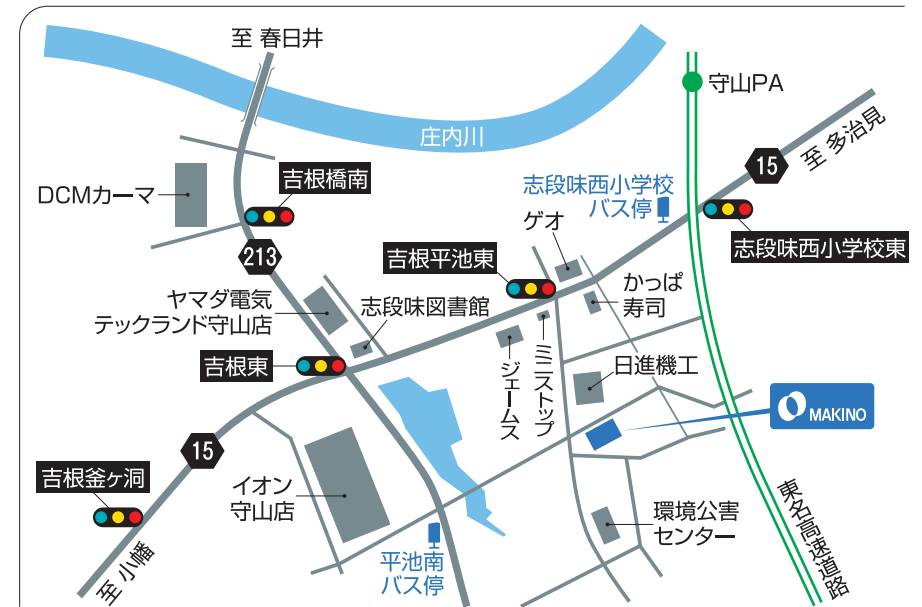 至 春日井
庄内川
守山PA
至 多治見
15
DCMカーマ
吉根橋南
志段味西小学校
バス停
213
吉根平池東
ゲオ
志段味西小学校東
ヤマダ電気
テックランド守山店
志段味図書館
かっぱ
寿司
吉根東
ジェームス
ミニストップ
日進機工
MAKINO
15
吉根釜ヶ洞
イオン
守山店
環境公害
センター
東名高速道路
平池南
バス停
至 小幡